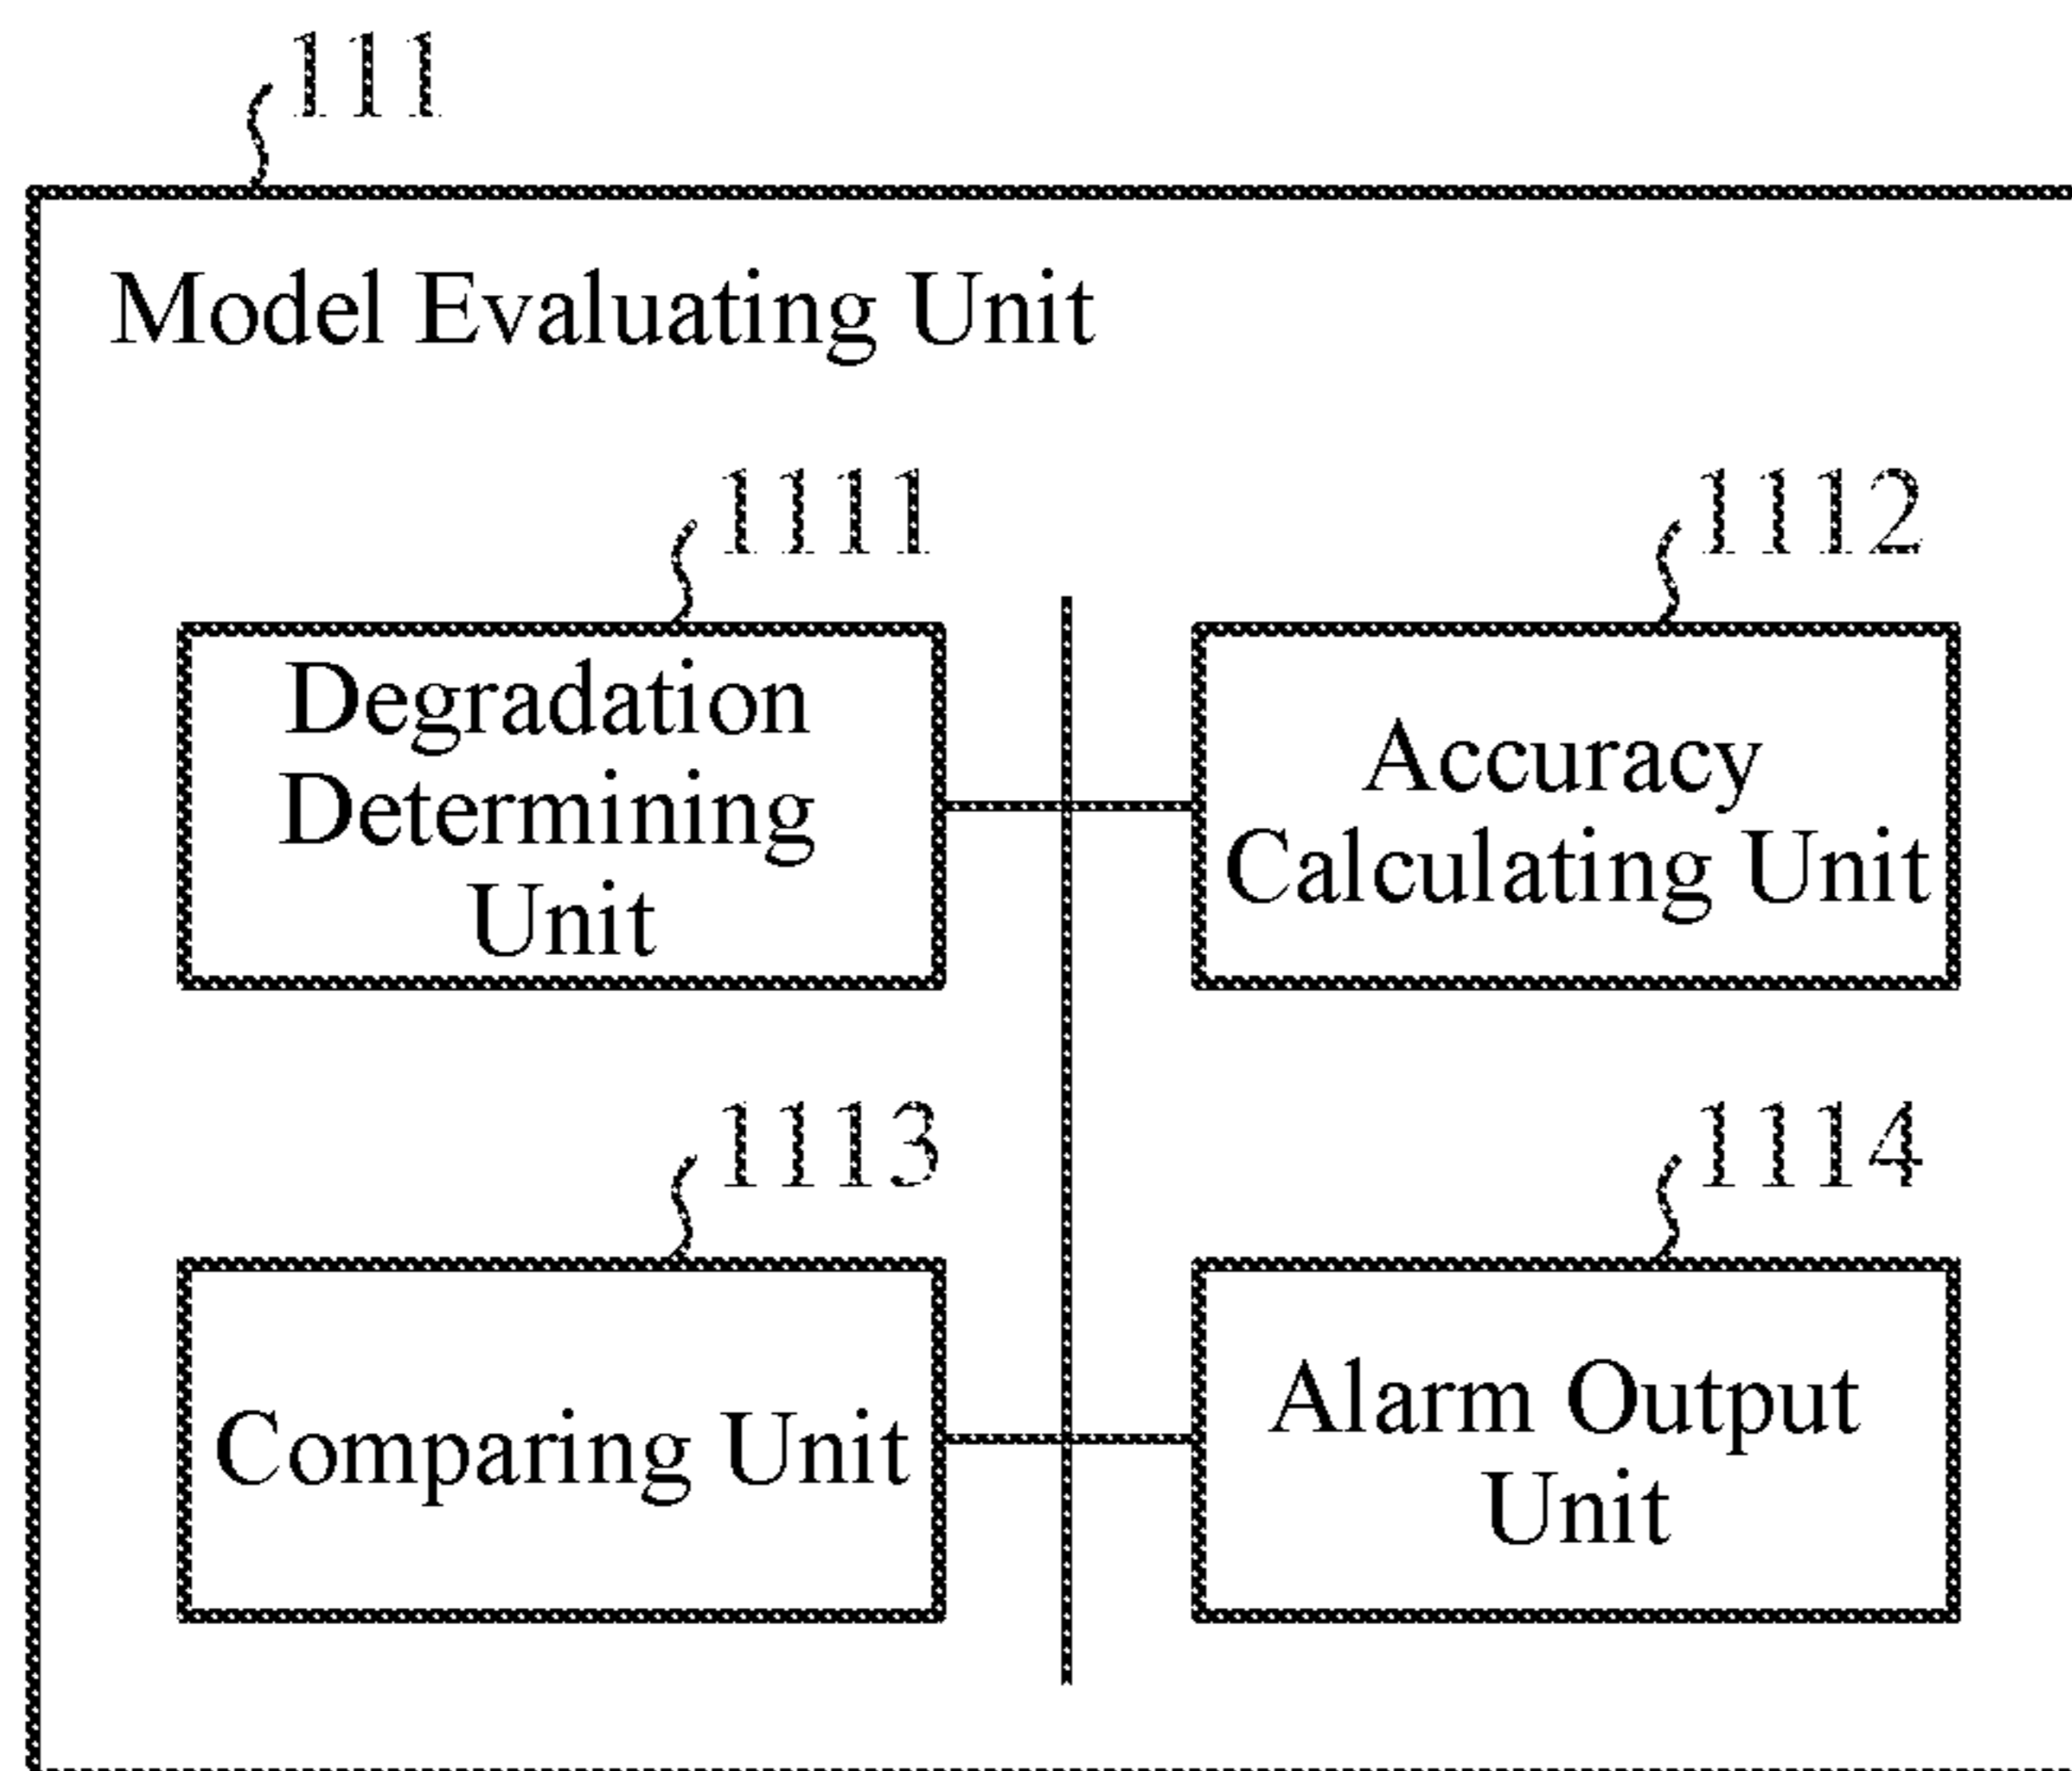 111
Model Evaluating Unit
1111
Degradation
Determining
Unit
1112
Accuracy
Calculating Unit
1113
Comparing Unit
1114
Alarm Output
Unit